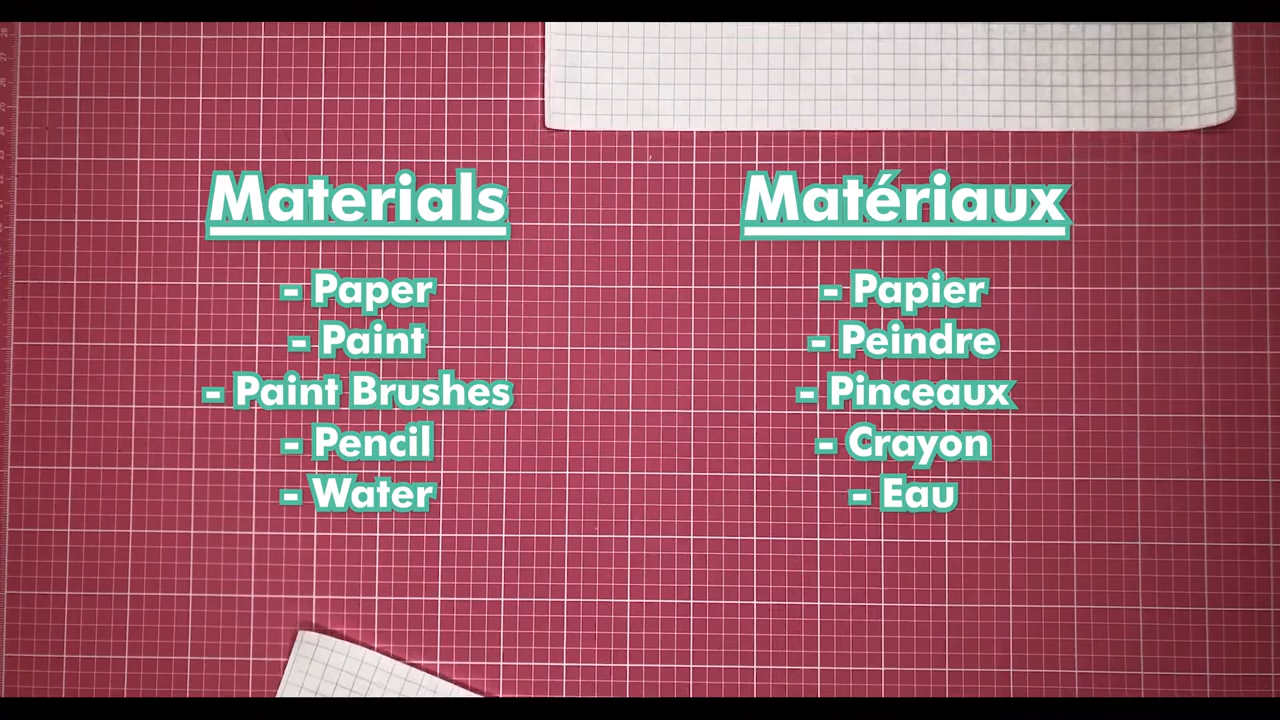 Materials
- Paper
- Paint
- Paint Brushes
- Pencil
- Water
Matériaux
- Papier
- Peindre
- Pinceaux
- Crayon
- Eau